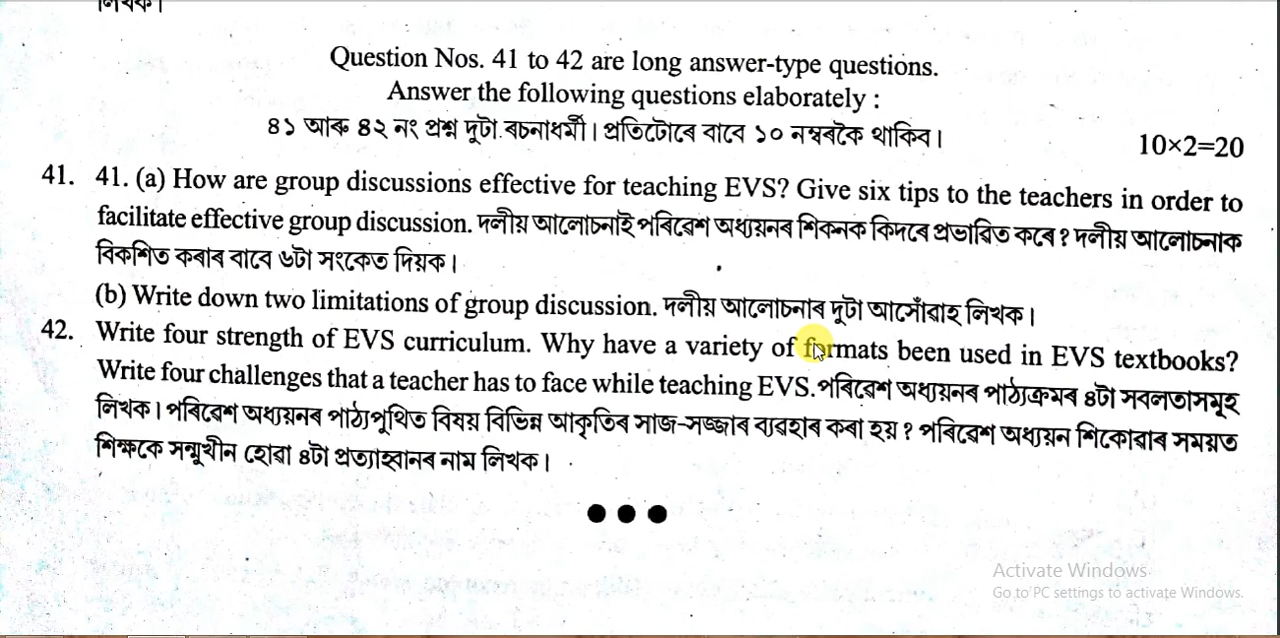 লিখক।
Question Nos. 41 to 42 are long answer-type questions.
Answer the following questions elaborately :
৪১ আৰু ৪২ নং প্ৰশ্ন দুটা ৰচনাধৰ্মী। প্ৰতিটোৰে বাবে ১০ নম্বৰকৈ থাকিব। 10×2=20
41. 41. (a) How are group discussions effective for teaching EVS? Give six tips to the teachers in order to
facilitate effective group discussion. দলীয় আলোচনাই পৰিৱেশ অধ্যয়নৰ শিকনক কিদৰে প্ৰভাৱিত কৰে ? দলীয় আলোচনাক
বিকশিত কৰাৰ বাবে ৬টা সংকেত দিয়ক।
(b) Write down two limitations of group discussion. দলীয় আলোচনাৰ দুটা আসোঁৱাহ লিখক।
42. Write four strength of EVS curriculum. Why have a variety of formats been used in EVS textbooks?
Write four challenges that a teacher has to face while teaching EVS. পৰিৱেশ অধ্যয়নৰ পাঠ্যক্ৰমৰ ৪টা সবলতাসমূহ
লিখক। পৰিৱেশ অধ্যয়নৰ পাঠ্যপুথিত বিষয় বিভিন্ন আকৃতিৰ সাজ-সজ্জাৰ ব্যৱহাৰ কৰা হয় ? পৰিৱেশ অধ্যয়ন শিকোৱাৰ সময়ত
শিক্ষকে সন্মুখীন হোৱা ৪টা প্ৰত্যাহ্বানৰ নাম লিখক।
Activate Windows
Go to PC settings to activate Windows.